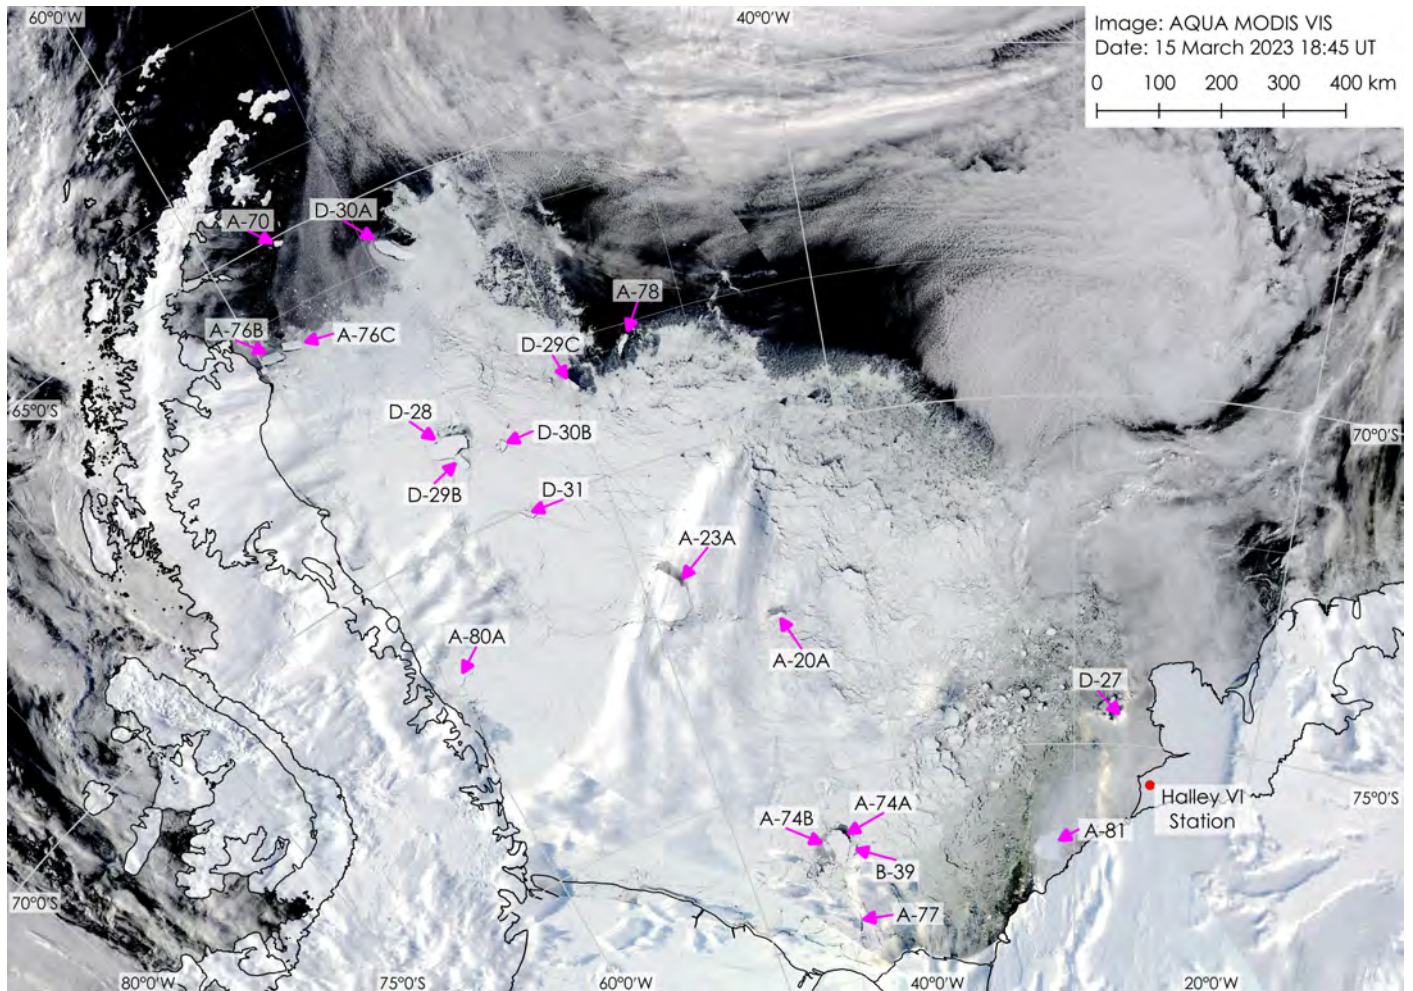 60°0'W
40°0'W
Image: AQUA MODIS VIS
Date: 15 March 2023 18:45 UT
0 100 200 300 400 km
A-70
D-30A
A-78
A-76B
A-76C
D-29C
65°0'S
D-28
D-30B
70°0'S
D-29B
D-31
A-23A
A-80A
A-20A
D-27
Halley VI
Station
75°0'S
A-74B
A-74A
A-81
B-39
70°0'S
A-77
80°0'W
75°0'S
60°0'W
40°0'W
20°0'W